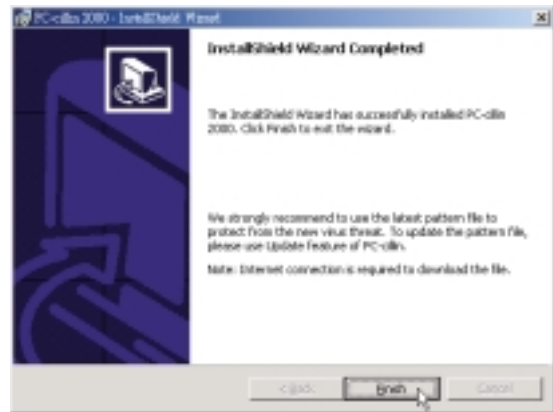 PC-cillin 2000 - InstallShield Wizard
InstallShield Wizard Completed
The InstallShield Wizard has successfully installed PC-cillin
2000. Click Finish to exit the wizard.
We strongly recommend to use the latest pattern file to
protect from the new virus threat. To update the pattern file,
please use Update feature of PC-cillin.
Note: Internet connection is required to download the file.
< Back
Finish
Cancel